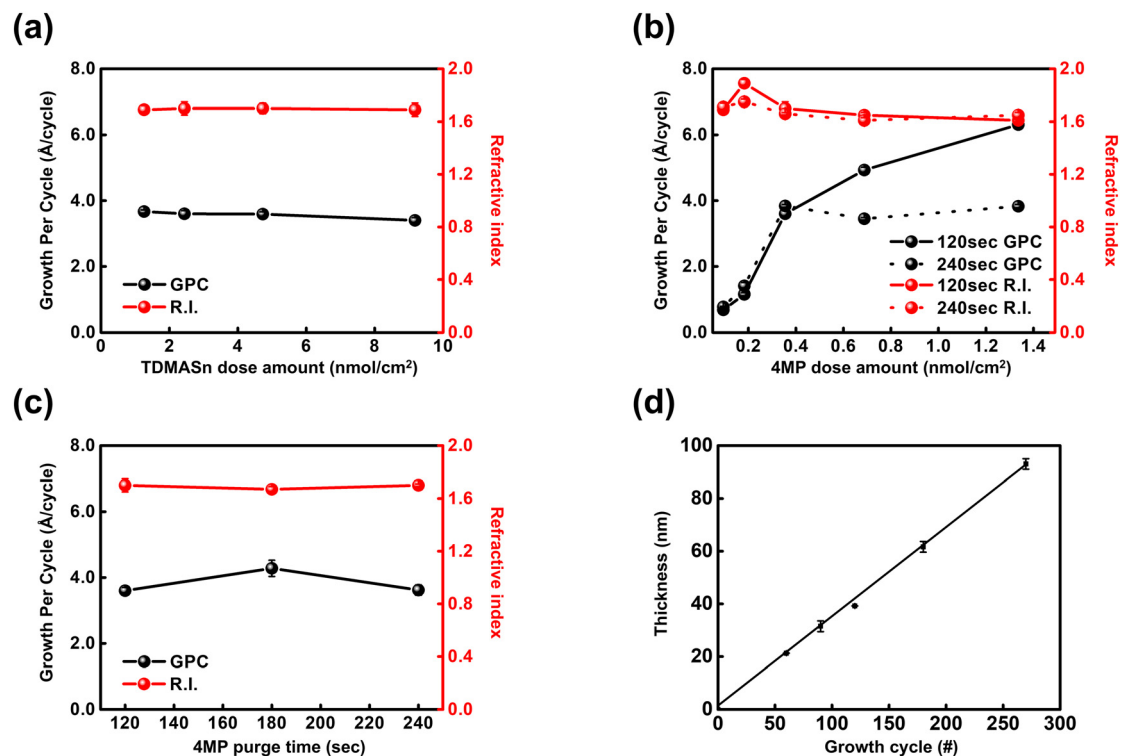 (a)
8.0
6.0
4.0
2.0
0.0
Growth Per Cycle (Å/cycle)
2.0
1.6
1.2
0.8
0.4
0.0
Refractive index
GPC
R.I.
0 2 4 6 8 10
TDMASn dose amount (nmol/cm²)
(b)
8.0
6.0
4.0
2.0
0.0
Growth Per Cycle (Å/cycle)
2.0
1.6
1.2
0.8
0.4
0.0
Refractive index
120sec GPC
240sec GPC
120sec R.I.
240sec R.I.
0.2 0.4 0.6 0.8 1.0 1.2 1.4
4MP dose amount (nmol/cm²)
(c)
8.0
6.0
4.0
2.0
0.0
Growth Per Cycle (Å/cycle)
2.0
1.6
1.2
0.8
0.4
0.0
Refractive index
GPC
R.I.
120 140 160 180 200 220 240
4MP purge time (sec)
(d)
100
80
60
40
20
0
Thickness (nm)
0 50 100 150 200 250 300
Growth cycle (#)